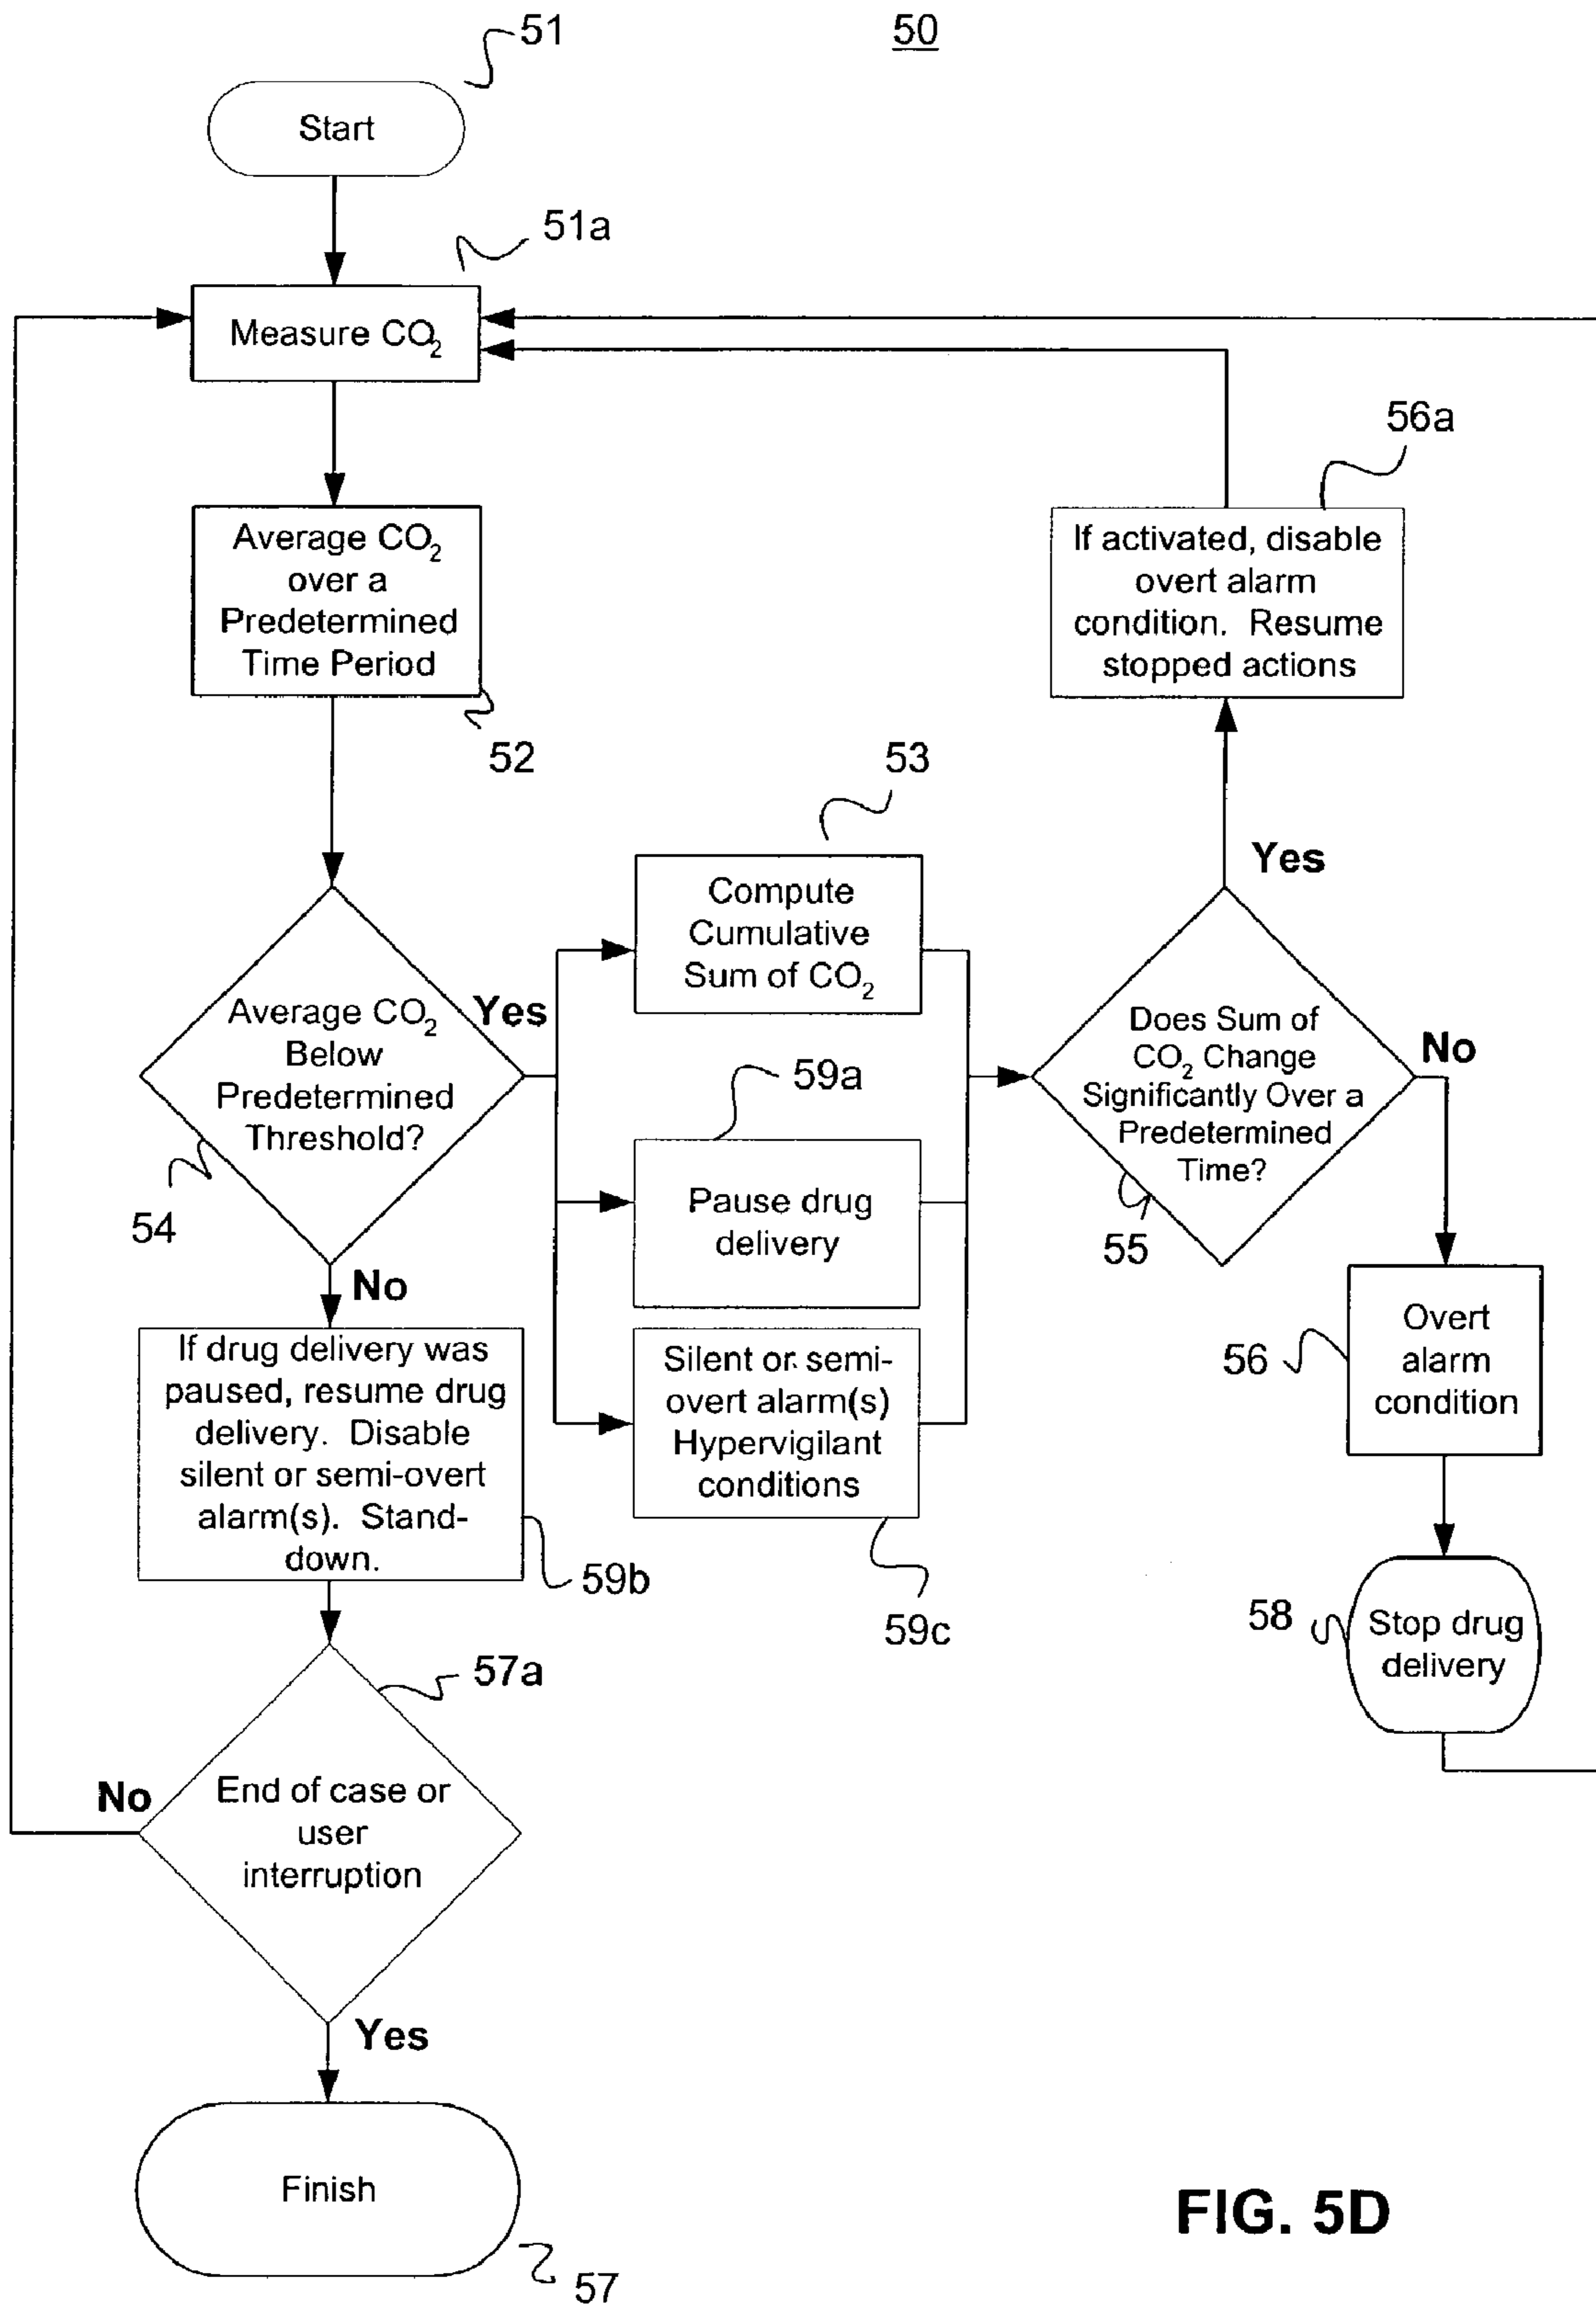 50
51
Start
51a
Measure CO₂
56a
Average CO₂
over a
Predetermined
Time Period
52
If activated, disable
overt alarm
condition. Resume
stopped actions
53
Yes
Compute
Cumulative
Sum of CO₂
Average CO₂
Below
Predetermined
Threshold?
Yes
54
59a
Pause drug
delivery
Does Sum of
CO₂ Change
Significantly Over a
Predetermined
Time?
No
55
No
If drug delivery was
paused, resume drug
delivery. Disable
silent or semi-overt
alarm(s). Stand-
down.
59b
Silent or semi-
overt alarm(s)
Hypervigilant
conditions
59c
56
Overt
alarm
condition
58
Stop drug
delivery
57a
No
End of case or
user
interruption
Yes
Finish
57
FIG. 5D